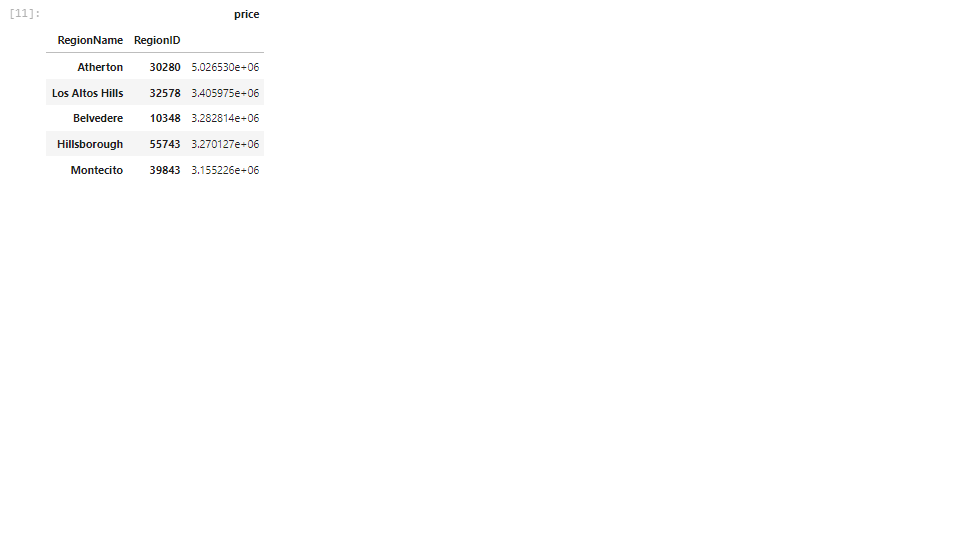 [11]: price
RegionName RegionID
Atherton 30280 5.026530e+06
Los Altos Hills 32578 3.405975e+06
Belvedere 10348 3.282814e+06
Hillsborough 55743 3.270127e+06
Montecito 39843 3.155226e+06